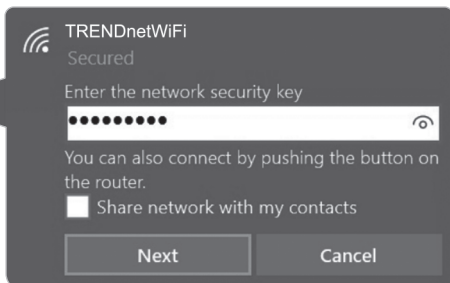 TRENDnetWiFi
Secured
Enter the network security key
●●●●●●●●●
You can also connect by pushing the button on
the router.
Share network with my contacts
Next Cancel